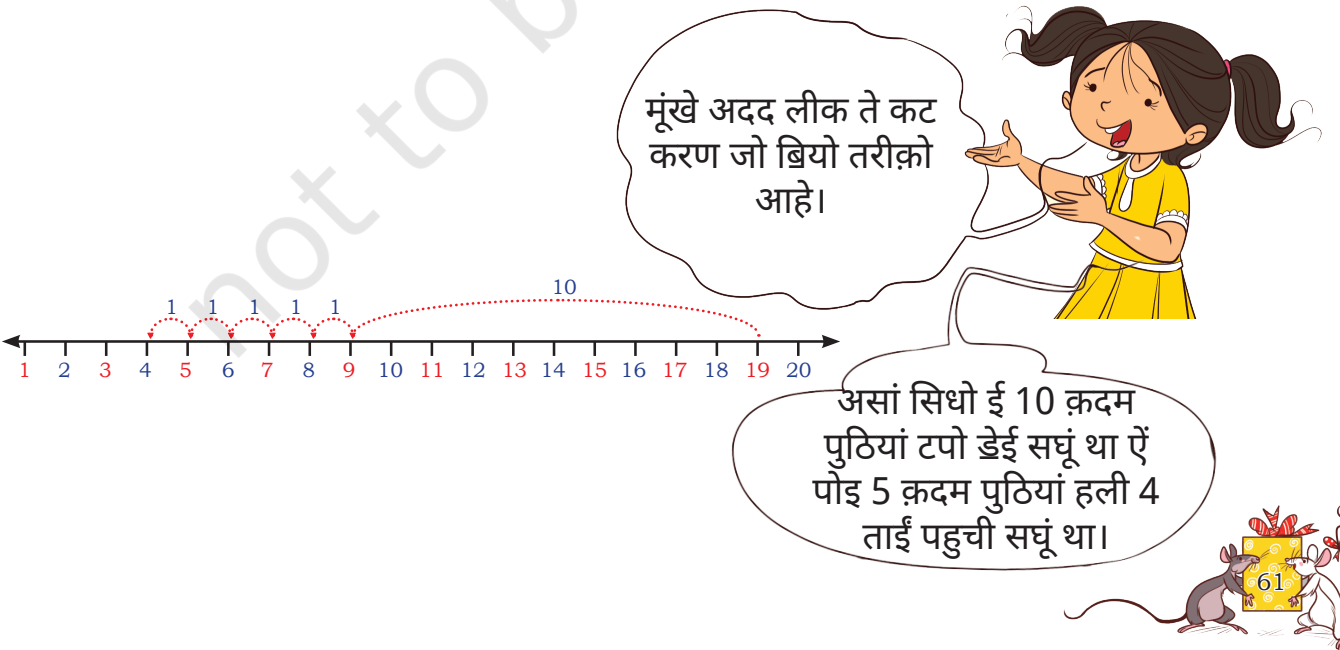 मूंखे अदद लीक ते कट
करण जो ॿियो तरीक़ो
आहे।
10
1 1 1 1 1
1 2 3 4 5 6 7 8 9 10 11 12 13 14 15 16 17 18 19 20
असां सिधो ई 10 क़दम
पुठियां टपो ॾेई सघूं था ऐं
पोइ 5 क़दम पुठियां हली 4
ताईं पहुची सघूं था।
61
not to b